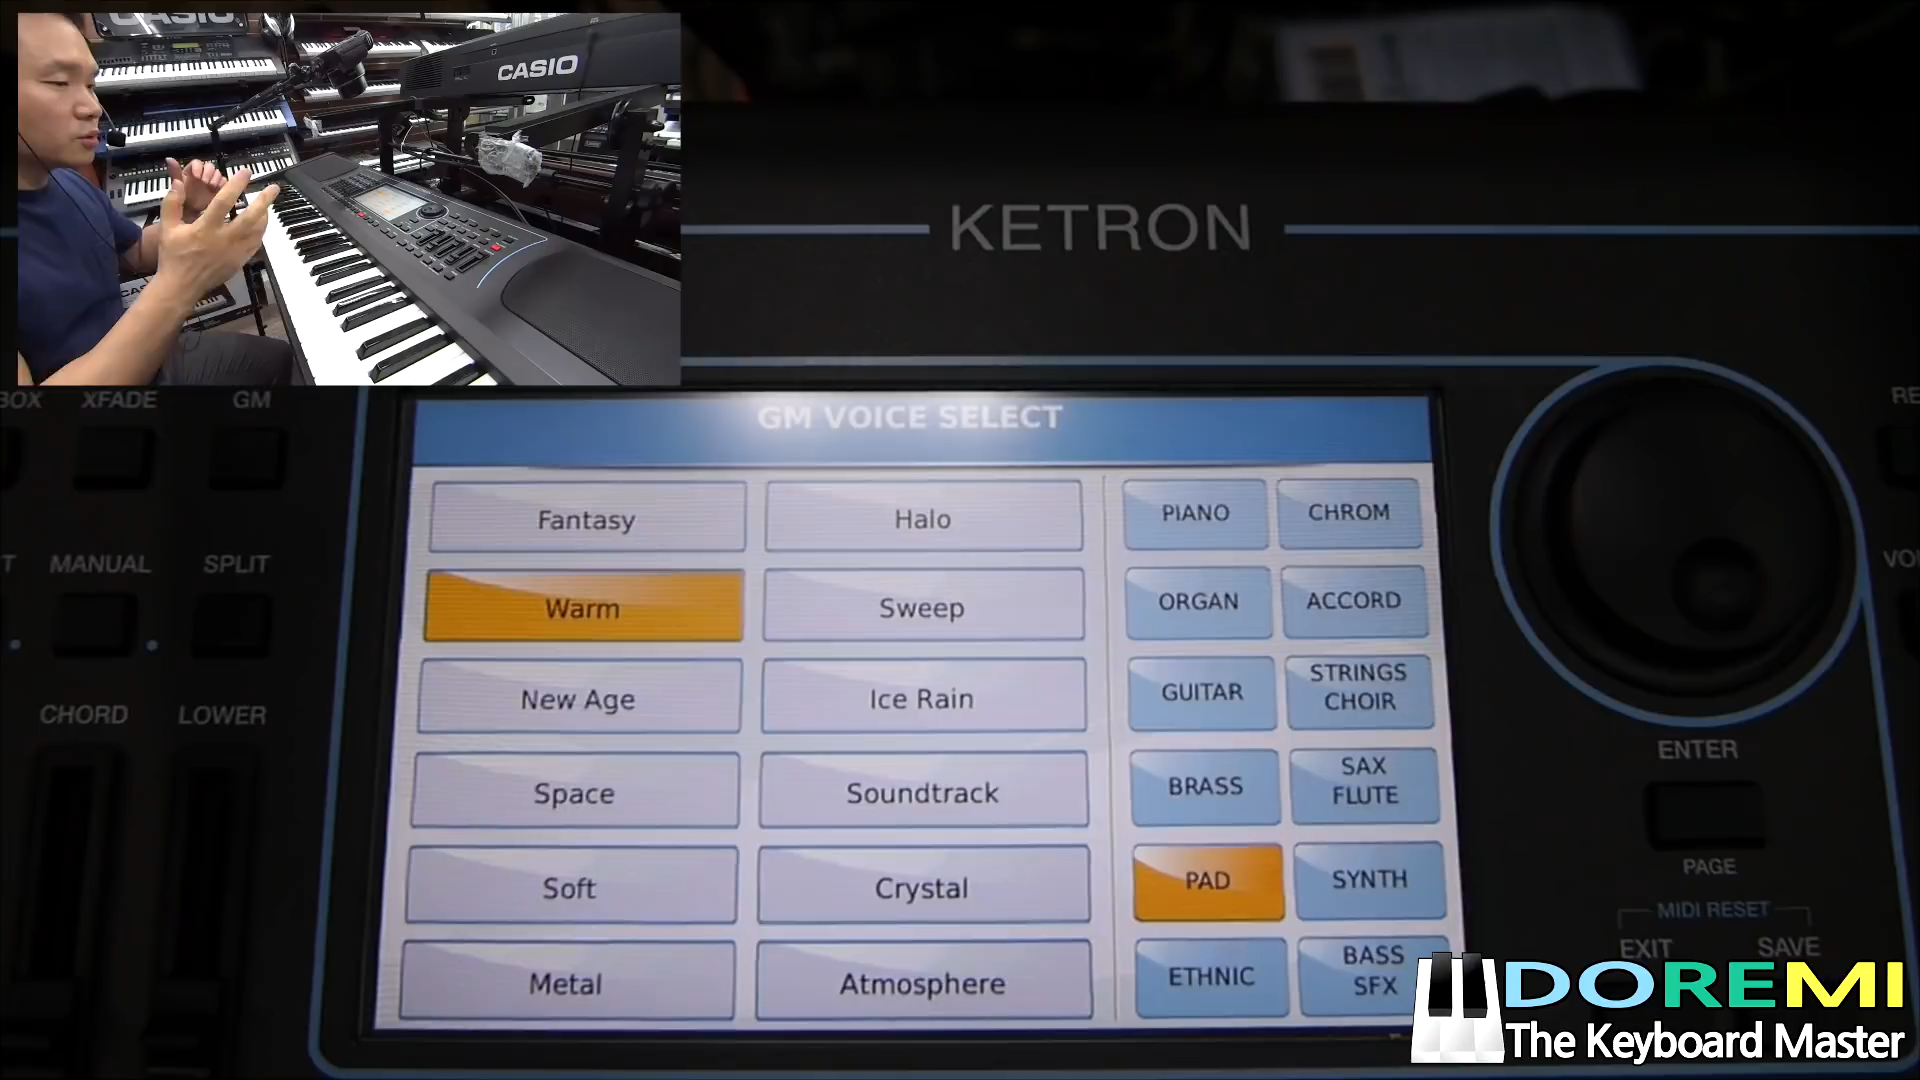 CASIO
CASIO
KETRON
XFADE
GM
GM VOICE SELECT
Fantasy
Halo
PIANO
CHROM
MANUAL
SPLIT
Warm
Sweep
ORGAN
ACCORD
New Age
Ice Rain
GUITAR
STRINGS
CHOIR
CHORD
LOWER
ENTER
Space
Soundtrack
BRASS
SAX
FLUTE
PAGE
Soft
Crystal
PAD
SYNTH
MIDI RESET
EXIT
SAVE
Metal
Atmosphere
ETHNIC
BASS
SFX
DOREMI
The Keyboard Master